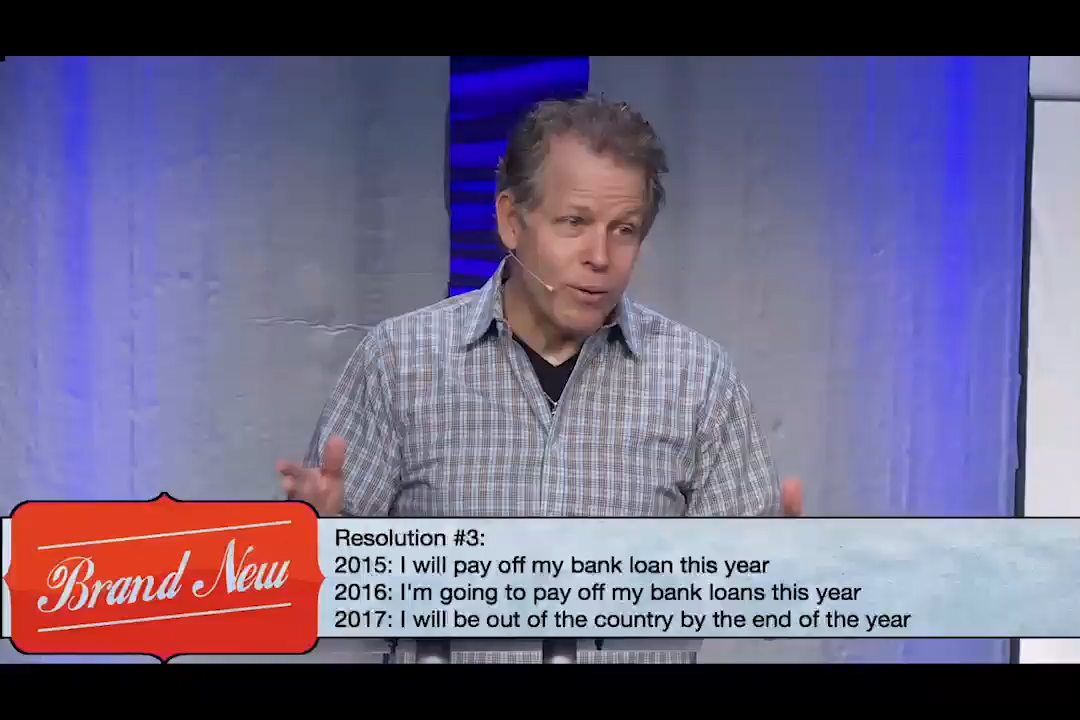 Brand New
Resolution #3:
2015: I will pay off my bank loan this year
2016: I'm going to pay off my bank loans this year
2017: I will be out of the country by the end of the year